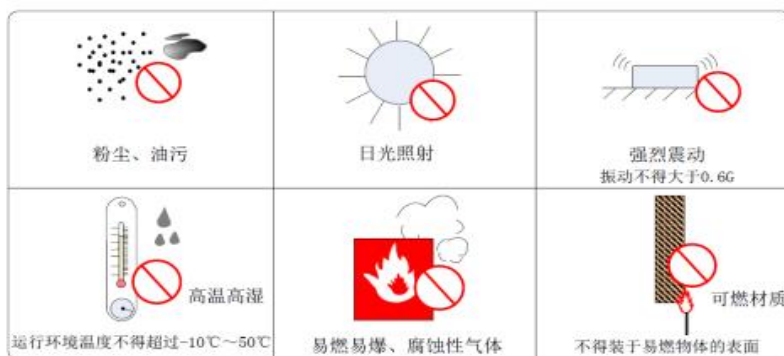 粉尘、油污
日光照射
强烈震动
振动不得大于0.6G
高温高湿
运行环境温度不得超过-10℃～50℃
易燃易爆、腐蚀性气体
可燃材质
不得装于易燃物体的表面